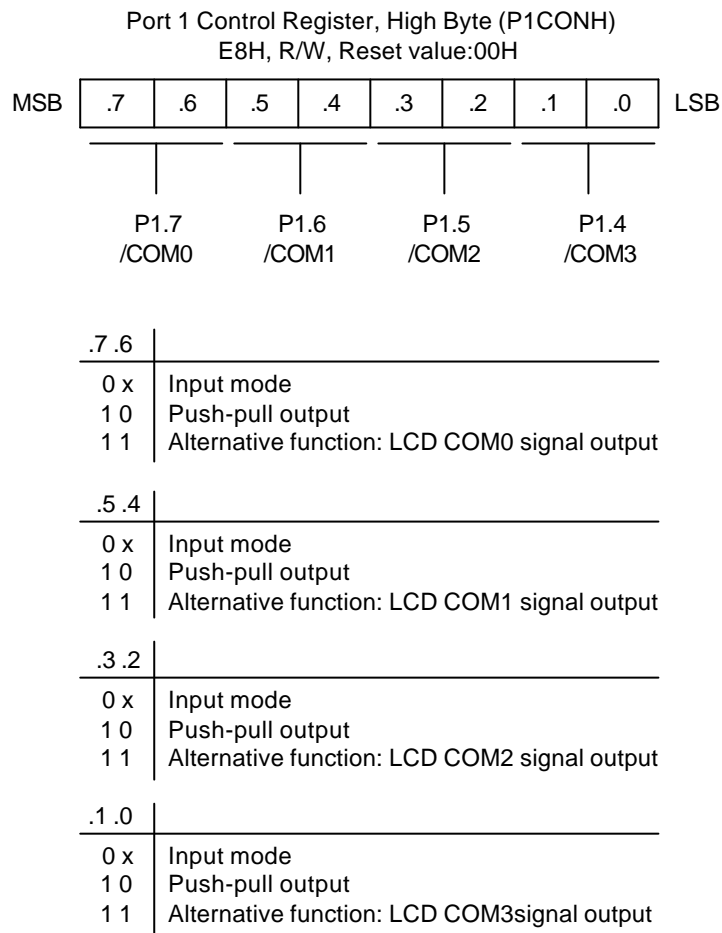 Port 1 Control Register, High Byte (P1CONH)
E8H, R/W, Reset value:00H
MSB .7 .6 .5 .4 .3 .2 .1 .0 LSB
P1.7 P1.6 P1.5 P1.4
/COM0 /COM1 /COM2 /COM3
.7 .6
0 x Input mode
1 0 Push-pull output
1 1 Alternative function: LCD COM0 signal output
.5 .4
0 x Input mode
1 0 Push-pull output
1 1 Alternative function: LCD COM1 signal output
.3 .2
0 x Input mode
1 0 Push-pull output
1 1 Alternative function: LCD COM2 signal output
.1 .0
0 x Input mode
1 0 Push-pull output
1 1 Alternative function: LCD COM3signal output